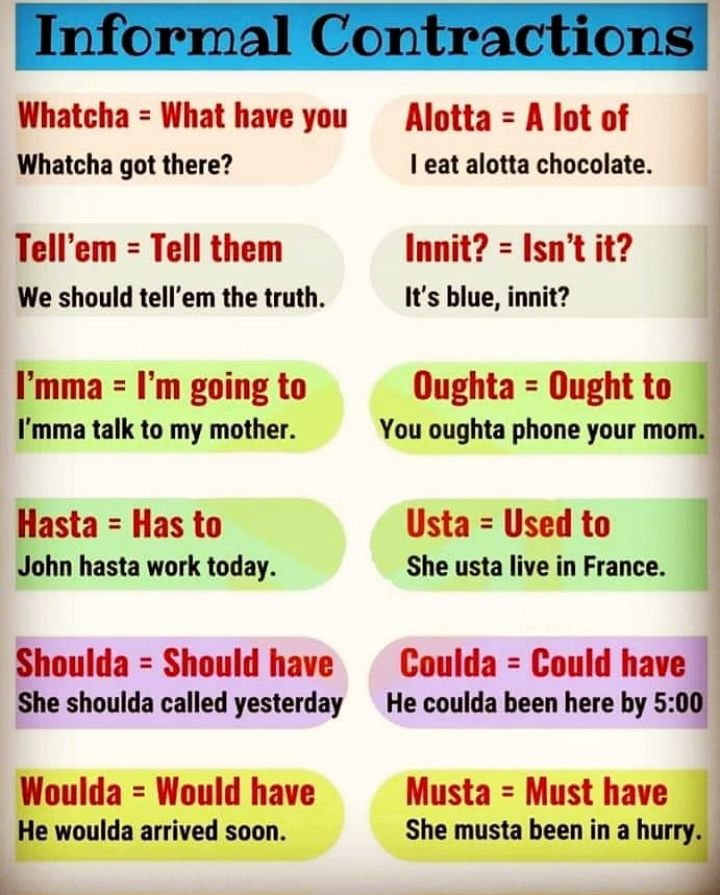 Informal Contractions
Whatcha = What have you
Whatcha got there?
Alotta = A lot of
I eat alotta chocolate.
Tell'em = Tell them
We should tell'em the truth.
Innit? = Isn't it?
It's blue, innit?
I'mma = I'm going to
I'mma talk to my mother.
Oughta = Ought to
You oughta phone your mom.
Hasta = Has to
John hasta work today.
Usta = Used to
She usta live in France.
Shoulda = Should have
She shoulda called yesterday
Coulda = Could have
He coulda been here by 5:00
Woulda = Would have
He woulda arrived soon.
Musta = Must have
She musta been in a hurry.